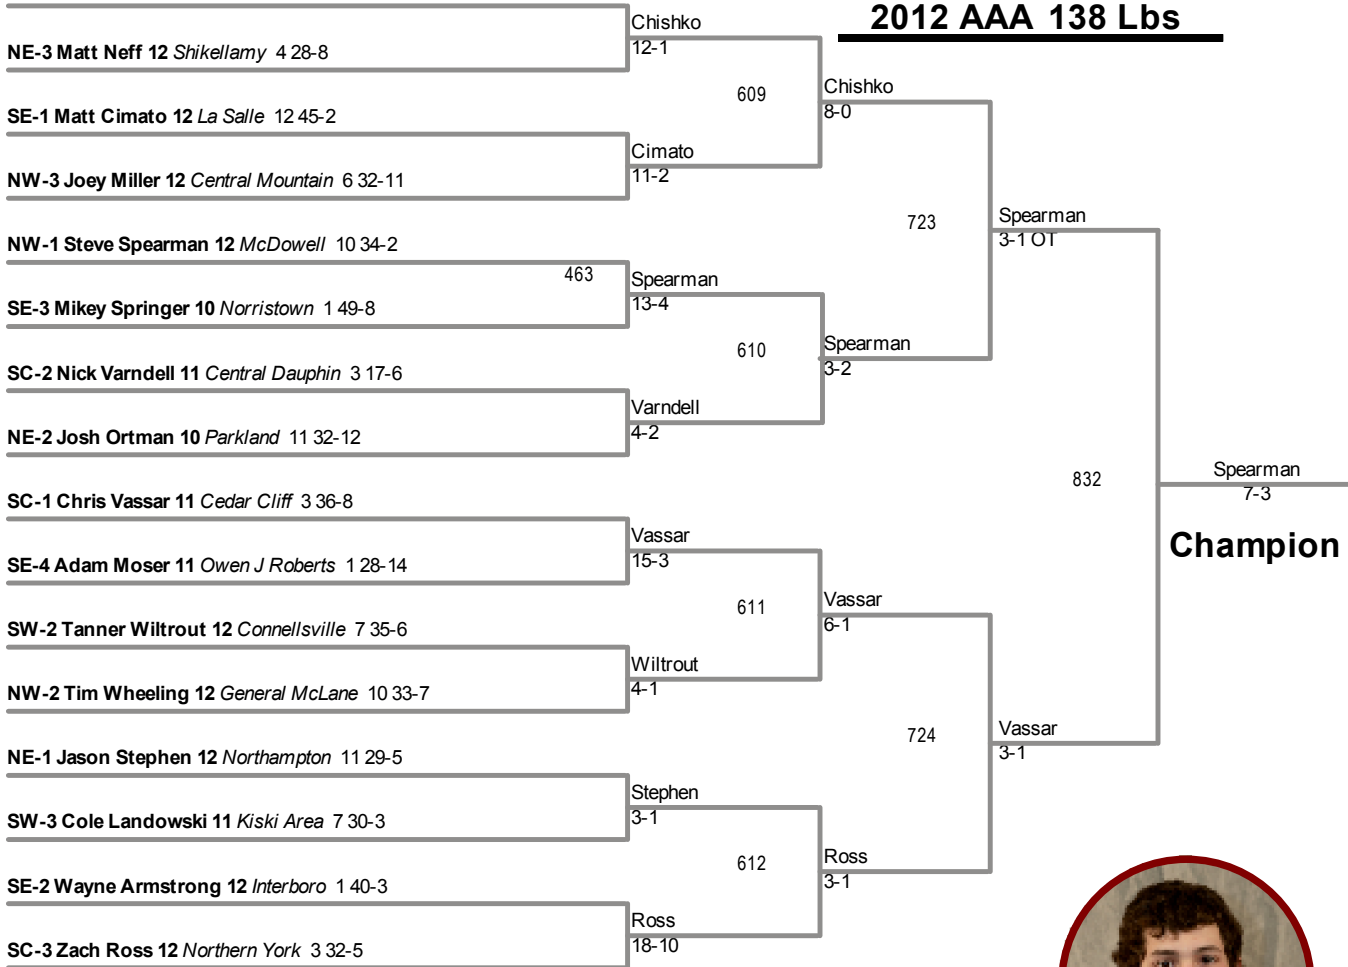 2012 AAA 138 Lbs
Chishko
12-1
NE-3 Matt Neff 12 Shikellamy 4 28-8
609
Chishko
8-0
SE-1 Matt Cimato 12 La Salle 12 45-2
Cimato
11-2
NW-3 Joey Miller 12 Central Mountain 6 32-11
723
Spearman
3-1 OT
NW-1 Steve Spearman 12 McDowell 10 34-2
463
Spearman
13-4
SE-3 Mikey Springer 10 Norristown 1 49-8
610
Spearman
3-2
SC-2 Nick Varndell 11 Central Dauphin 3 17-6
Varndell
4-2
NE-2 Josh Ortman 10 Parkland 11 32-12
832
Spearman
7-3
Champion
SC-1 Chris Vassar 11 Cedar Cliff 3 36-8
Vassar
15-3
SE-4 Adam Moser 11 Owen J Roberts 1 28-14
611
Vassar
6-1
SW-2 Tanner Wiltrout 12 Connellsville 7 35-6
Wiltrout
4-1
NW-2 Tim Wheeling 12 General McLane 10 33-7
724
Vassar
3-1
NE-1 Jason Stephen 12 Northampton 11 29-5
Stephen
3-1
SW-3 Cole Landowski 11 Kiski Area 7 30-3
612
Ross
3-1
SE-2 Wayne Armstrong 12 Interboro 1 40-3
Ross
18-10
SC-3 Zach Ross 12 Northern York 3 32-5